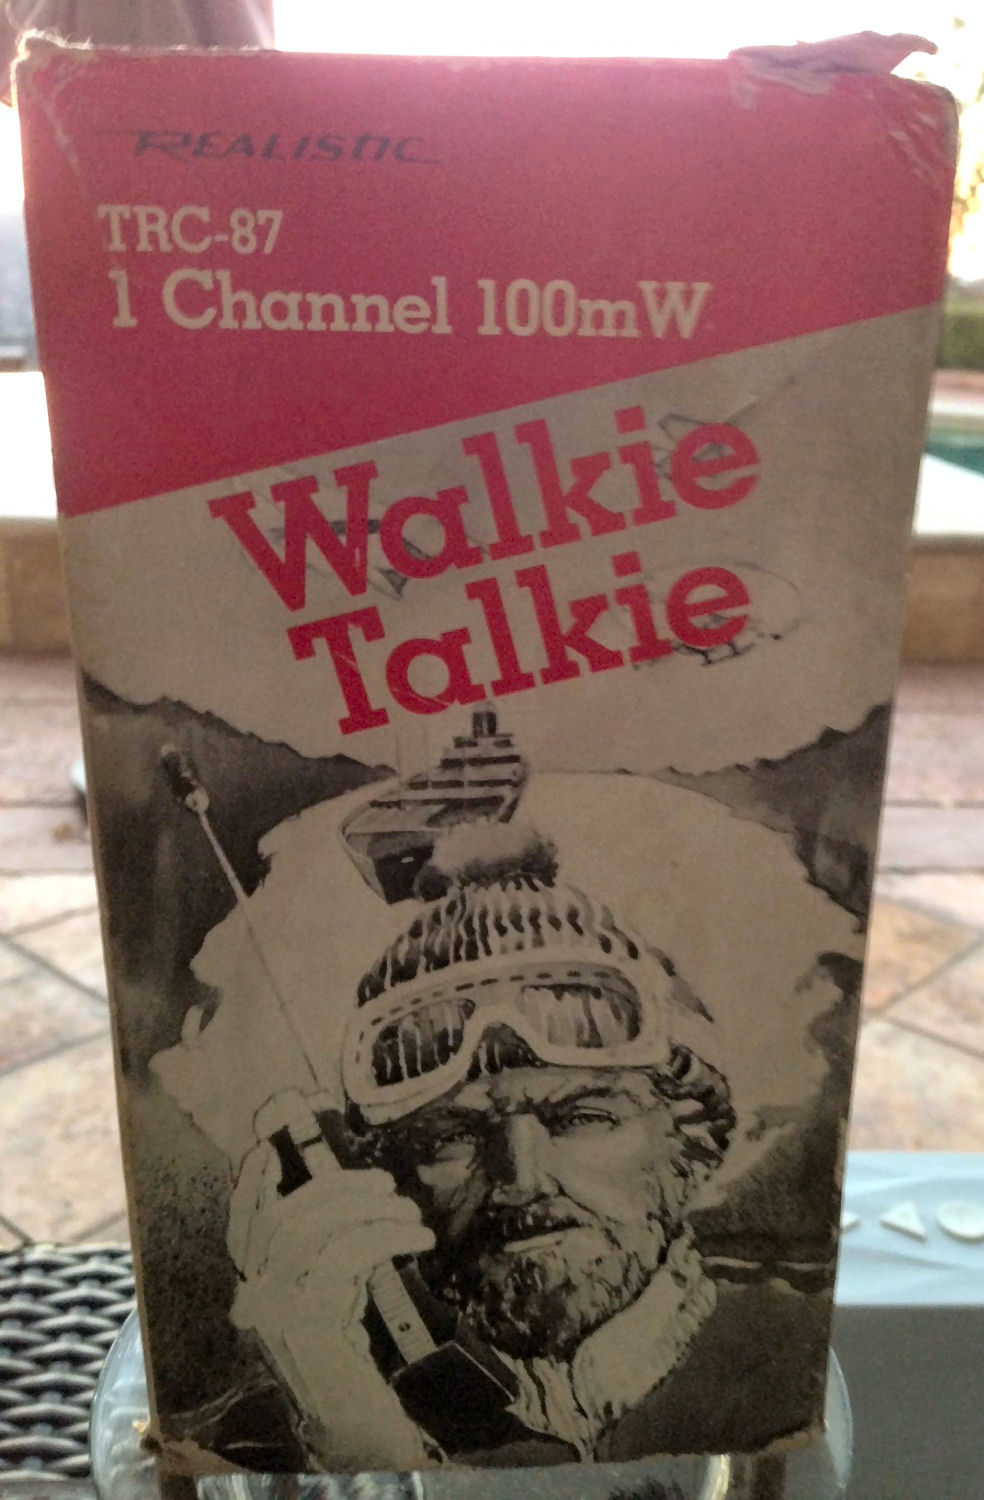 REALISTIC
TRC-87
1 Channel 100mW
Walkie
Talkie